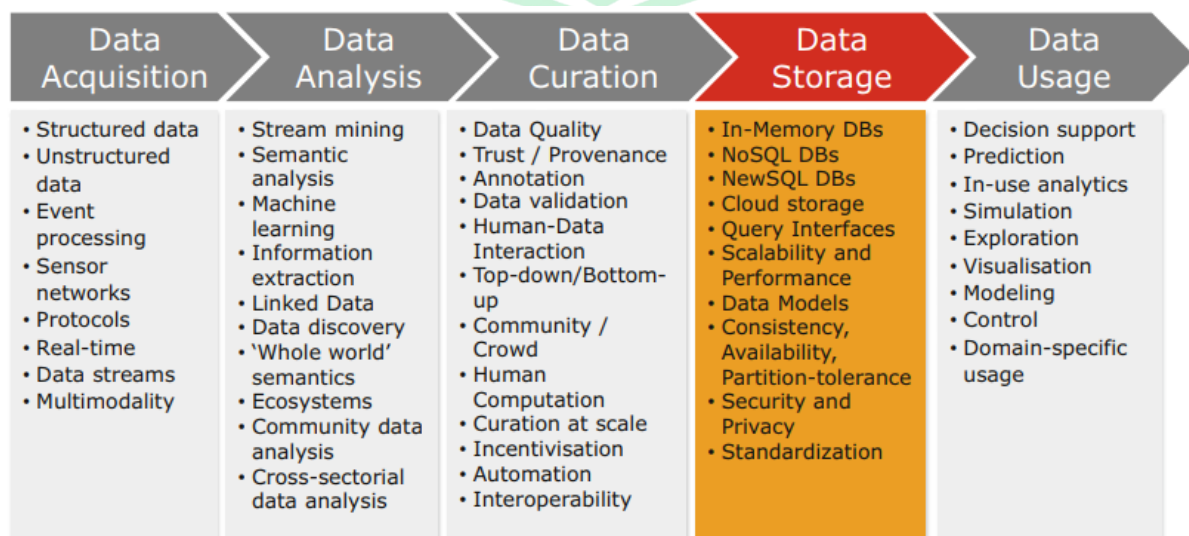 Data
Acquisition
Data
Analysis
Data
Curation
Data
Storage
Data
Usage
• Structured data
• Unstructured
data
• Event
processing
• Sensor
networks
• Protocols
• Real-time
• Data streams
• Multimodality
• Stream mining
• Semantic
analysis
• Machine
learning
• Information
extraction
• Linked Data
• Data discovery
• ‘Whole world’
semantics
• Ecosystems
• Community data
analysis
• Cross-sectorial
data analysis
• Data Quality
• Trust / Provenance
• Annotation
• Data validation
• Human-Data
Interaction
• Top-down/Bottom-
up
• Community /
Crowd
• Human
Computation
• Curation at scale
• Incentivisation
• Automation
• Interoperability
• In-Memory DBs
• NoSQL DBs
• NewSQL DBs
• Cloud storage
• Query Interfaces
• Scalability and
Performance
• Data Models
• Consistency,
Availability,
Partition-tolerance
• Security and
Privacy
• Standardization
• Decision support
• Prediction
• In-use analytics
• Simulation
• Exploration
• Visualisation
• Modeling
• Control
• Domain-specific
usage